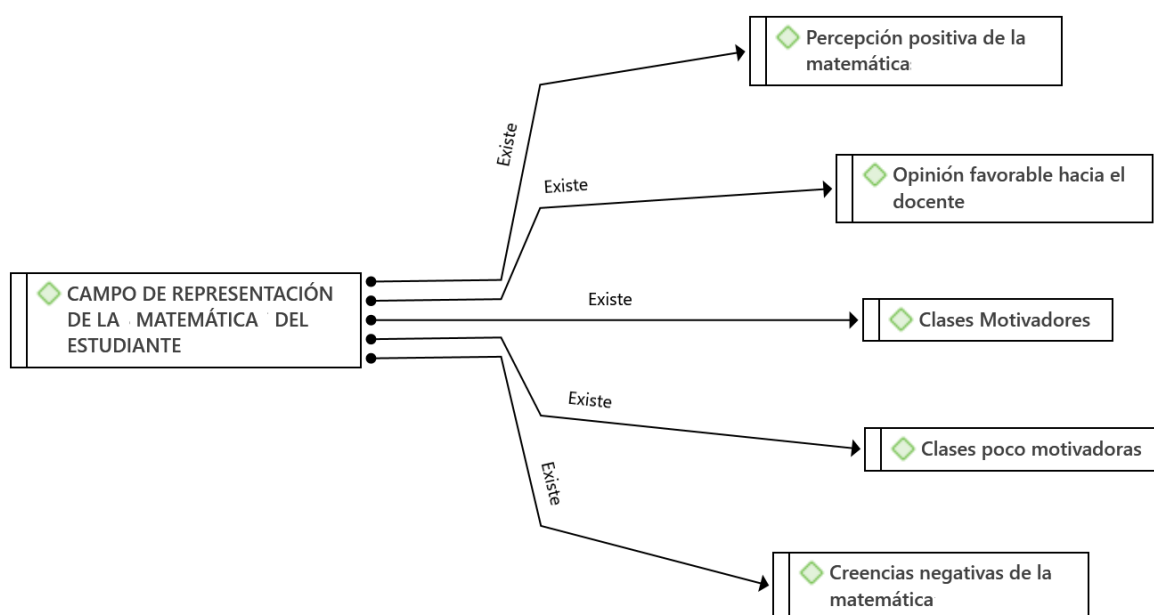 Percepción positiva de la
matemática
Existe
Existe
Opinión favorable hacia el
docente
CAMPO DE REPRESENTACIÓN
DE LA MATEMÁTICA DEL
ESTUDIANTE
Existe
Clases Motivadores
Existe
Clases poco motivadoras
Existe
Creencias negativas de la
matemática